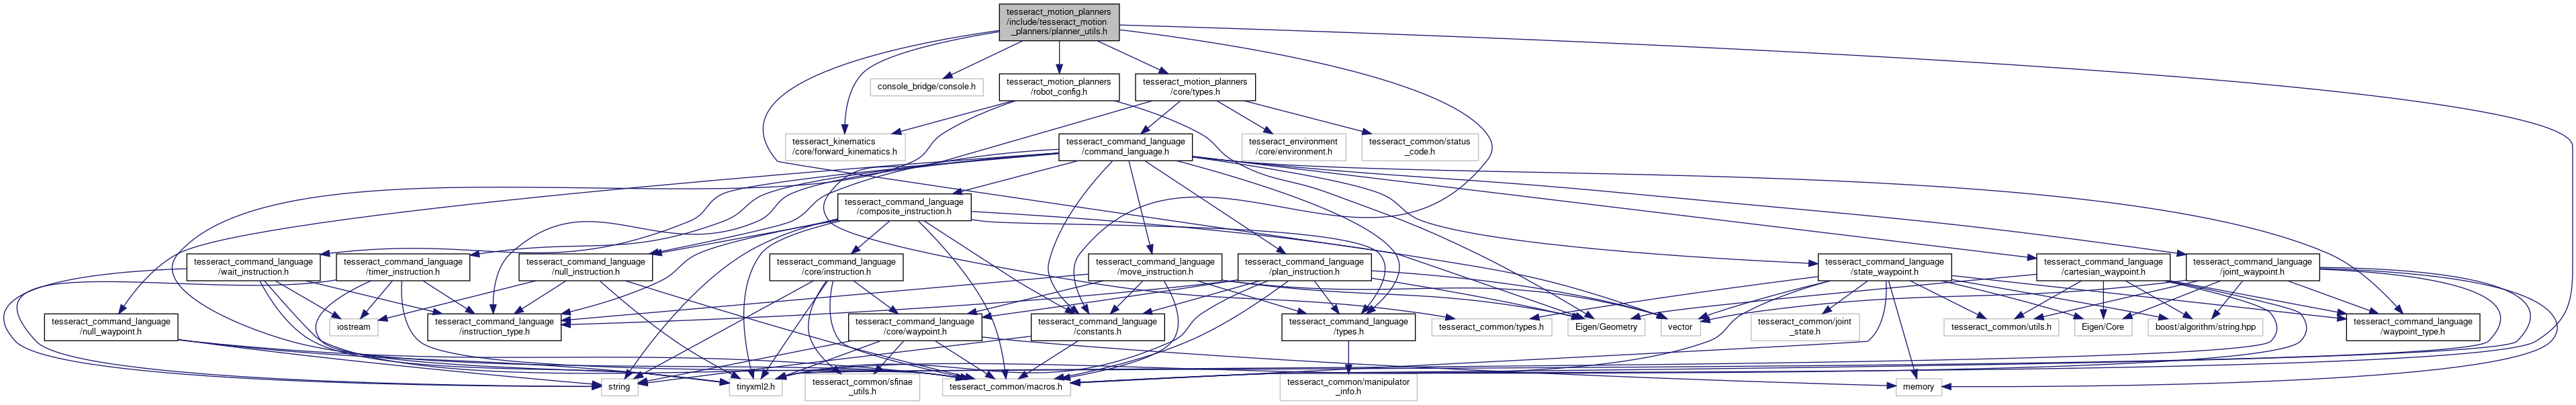 tesseract_motion_planners
/include/tesseract_motion
_planners/planner_utils.h
console_bridge/console.h
tesseract_motion_planners
/robot_config.h
tesseract_motion_planners
/core/types.h
tesseract_kinematics
/core/forward_kinematics.h
tesseract_command_language
/command_language.h
tesseract_environment
/core/environment.h
tesseract_common/status
_code.h
tesseract_command_language
/composite_instruction.h
tesseract_command_language
/wait_instruction.h
tesseract_command_language
/timer_instruction.h
tesseract_command_language
/null_instruction.h
tesseract_command_language
/core/instruction.h
tesseract_command_language
/move_instruction.h
tesseract_command_language
/plan_instruction.h
tesseract_command_language
/state_waypoint.h
tesseract_command_language
/cartesian_waypoint.h
tesseract_command_language
/joint_waypoint.h
tesseract_command_language
/null_waypoint.h
iostream
tesseract_command_language
/instruction_type.h
tesseract_command_language
/core/waypoint.h
tesseract_command_language
/constants.h
tesseract_command_language
/types.h
tesseract_common/types.h
Eigen/Geometry
vector
tesseract_common/joint
_state.h
tesseract_common/utils.h
Eigen/Core
boost/algorithm/string.hpp
tesseract_command_language
/waypoint_type.h
string
tinyxml2.h
tesseract_common/sfinae
_utils.h
tesseract_common/macros.h
tesseract_common/manipulator
_info.h
memory